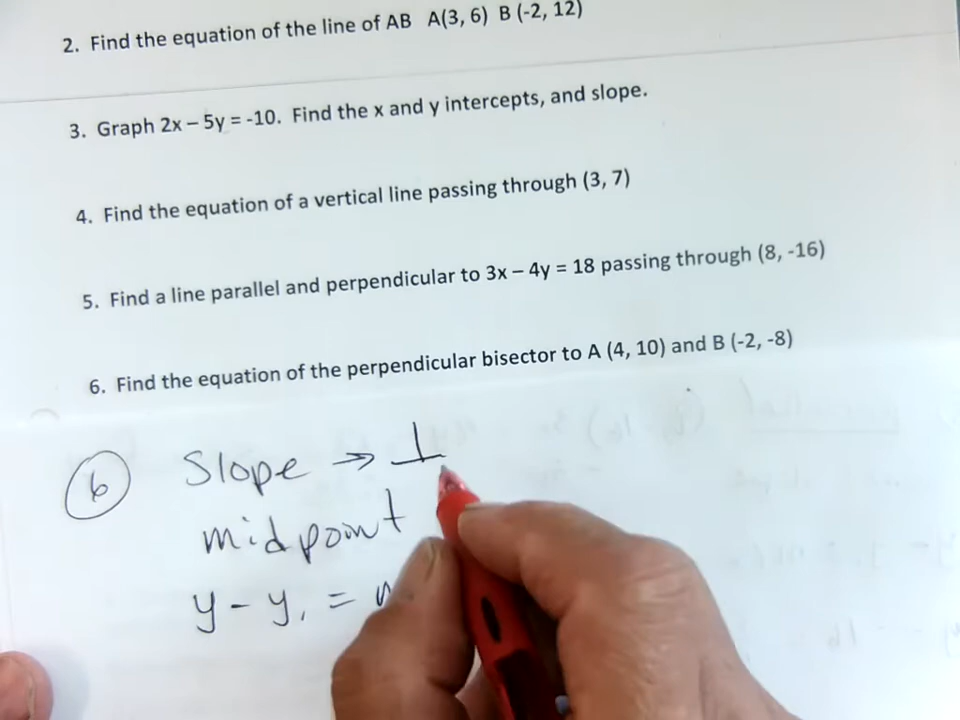 2. Find the equation of the line of AB A(3, 6) B (-2, 12)
3. Graph 2x – 5y = -10. Find the x and y intercepts, and slope.
4. Find the equation of a vertical line passing through (3, 7)
5. Find a line parallel and perpendicular to 3x – 4y = 18 passing through (8, -16)
6. Find the equation of the perpendicular bisector to A (4, 10) and B (-2, -8)
6 Slope → ⊥
midpoint
y - y₁ =